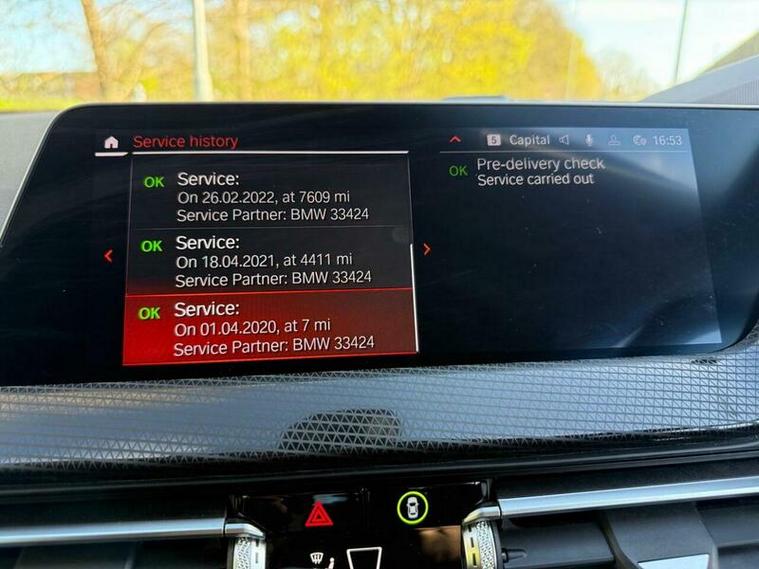 Service history
5 Capital 16:53
OK Service:
On 26.02.2022, at 7609 mi
Service Partner: BMW 33424
OK Service:
On 18.04.2021, at 4411 mi
Service Partner: BMW 33424
OK Service:
On 01.04.2020, at 7 mi
Service Partner: BMW 33424
OK Pre-delivery check
Service carried out